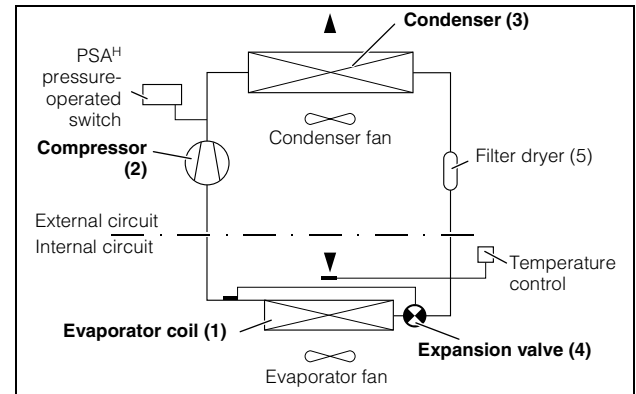 Condenser (3)
PSAH
pressure-
operated
switch
Condenser fan
Compressor
(2)
Filter dryer (5)
External circuit
Internal circuit
Temperature
control
Evaporator coil (1)
Expansion valve (4)
Evaporator fan